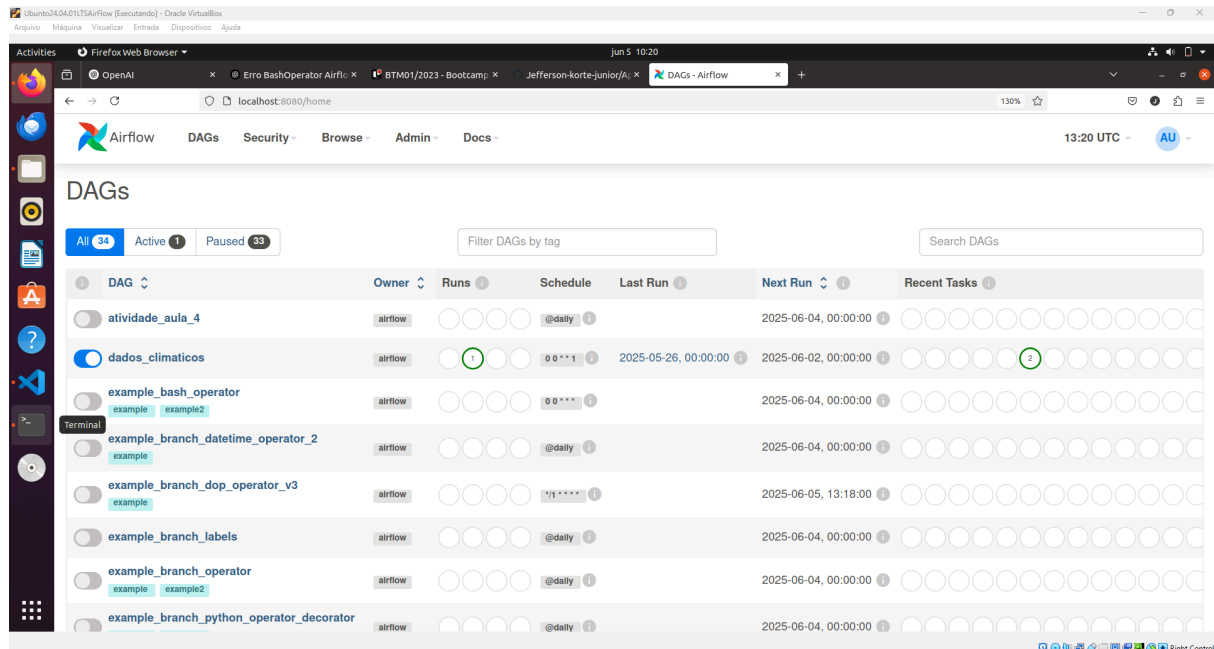 Ubunto24.04.01LTSAirFlow [Executando] - Oracle VirtualBox
Arquivo Máquina Visualizar Entrada Dispositivos Ajuda
Activities Firefox Web Browser jun 5 10:20
OpenAI Erro BashOperator Airflo BTM01/2023 - Bootcamp Jefferson-korte-junior/Ap DAGs - Airflow
localhost:8080/home 130%
Airflow DAGs Security Browse Admin Docs 13:20 UTC AU
DAGs
All 34 Active 1 Paused 33 Filter DAGs by tag Search DAGs
DAG Owner Runs Schedule Last Run Next Run Recent Tasks
atividade_aula_4 airflow @daily 2025-06-04, 00:00:00
dados_climaticos airflow 1 0 0 * * 1 2025-05-26, 00:00:00 2025-06-02, 00:00:00 2
example_bash_operator airflow 0 0 * * * 2025-06-04, 00:00:00
example example2
Terminal
example_branch_datetime_operator_2 airflow @daily 2025-06-04, 00:00:00
example
example_branch_dop_operator_v3 airflow */1 * * * * 2025-06-05, 13:18:00
example
example_branch_labels airflow @daily 2025-06-04, 00:00:00
example_branch_operator airflow @daily 2025-06-04, 00:00:00
example example2
example_branch_python_operator_decorator airflow @daily 2025-06-04, 00:00:00
Right Control